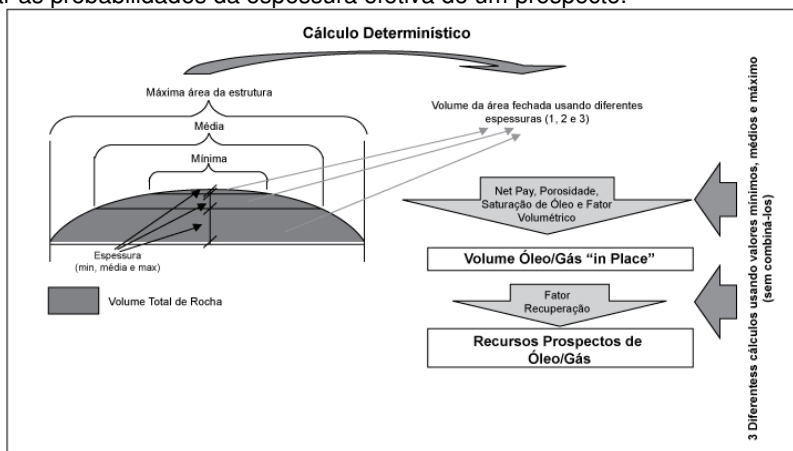 ar as probabilidades da espessura efetiva de um prospecto.
Cálculo Determinístico
Máxima área da estrutura
Média
Mínima
Espessura
(min, média e max)
Volume Total de Rocha
Volume da área fechada usando diferentes
espessuras (1, 2 e 3)
Net Pay, Porosidade,
Saturação de Óleo e Fator
Volumétrico
Volume Óleo/Gás “in Place”
Fator
Recuperação
Recursos Prospectos de
Óleo/Gás
3 Diferentess cálculos usando valores mínimos, médios e máximo
(sem combiná-los)